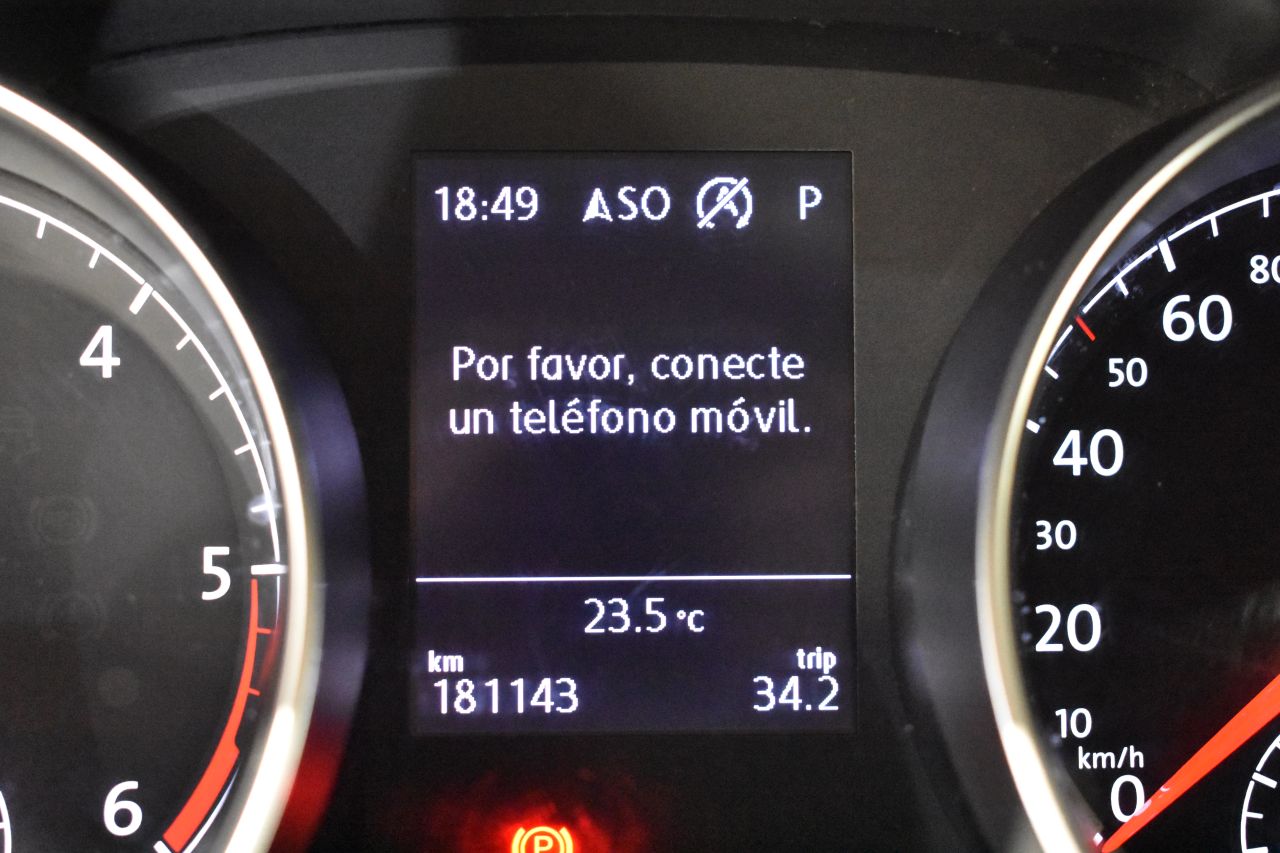 18:49 SO P
Por favor, conecte
un teléfono móvil.
23.5 °C
km trip
181143 34.2
P
4
5
6
80
60
50
40
30
20
10
km/h
0